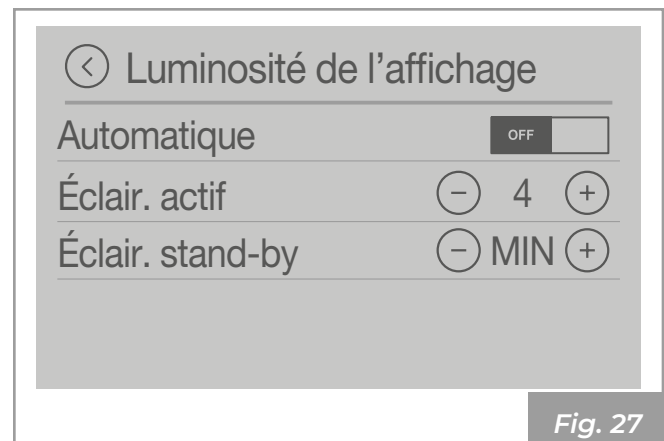 Luminosité de l'affichage
Automatique OFF
Éclair. actif − 4 +
Éclair. stand-by − MIN +
Fig. 27